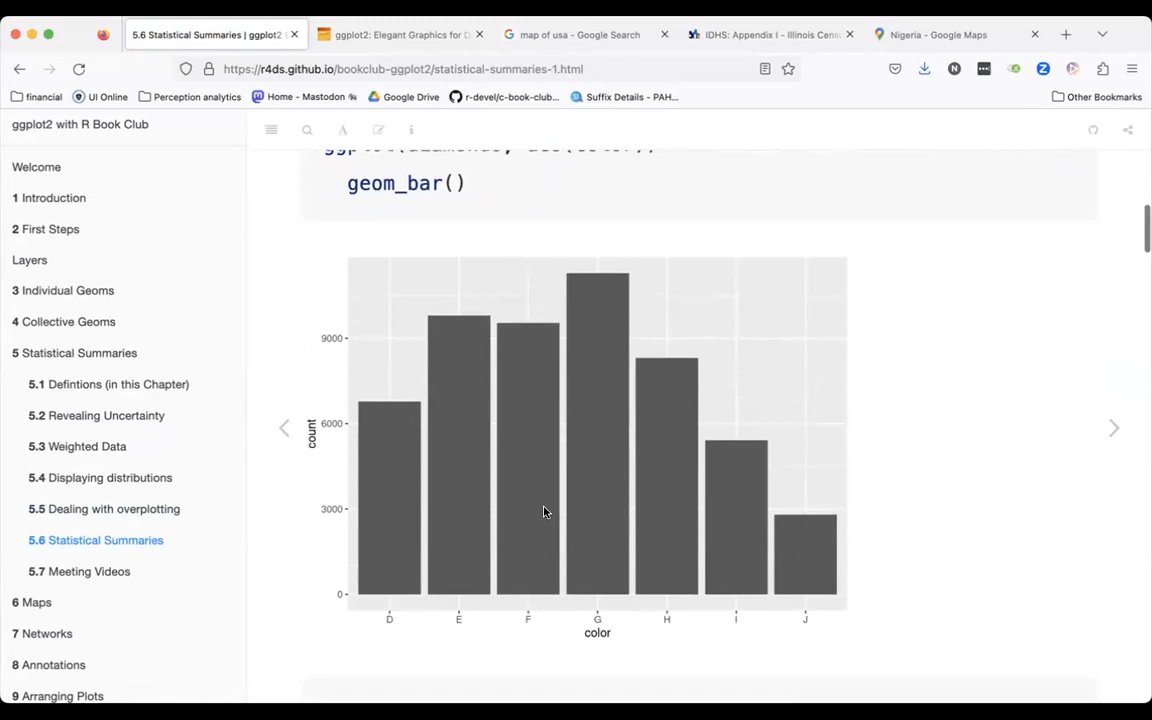 5.6 Statistical Summaries | ggplot2
ggplot2: Elegant Graphics for D
map of usa - Google Search
IDHS: Appendix I - Illinois Cens
Nigeria - Google Maps
https://r4ds.github.io/bookclub-ggplot2/statistical-summaries-1.html
financial
UI Online
Perception analytics
Home - Mastodon
Google Drive
r-devel/c-book-club...
Suffix Details - PAH...
Other Bookmarks
ggplot2 with R Book Club
Welcome
1 Introduction
2 First Steps
Layers
3 Individual Geoms
4 Collective Geoms
5 Statistical Summaries
5.1 Defintions (in this Chapter)
5.2 Revealing Uncertainty
5.3 Weighted Data
5.4 Displaying distributions
5.5 Dealing with overplotting
5.6 Statistical Summaries
5.7 Meeting Videos
6 Maps
7 Networks
8 Annotations
9 Arranging Plots
geom_bar()
9000
6000
3000
0
count
D E F G H I J
color